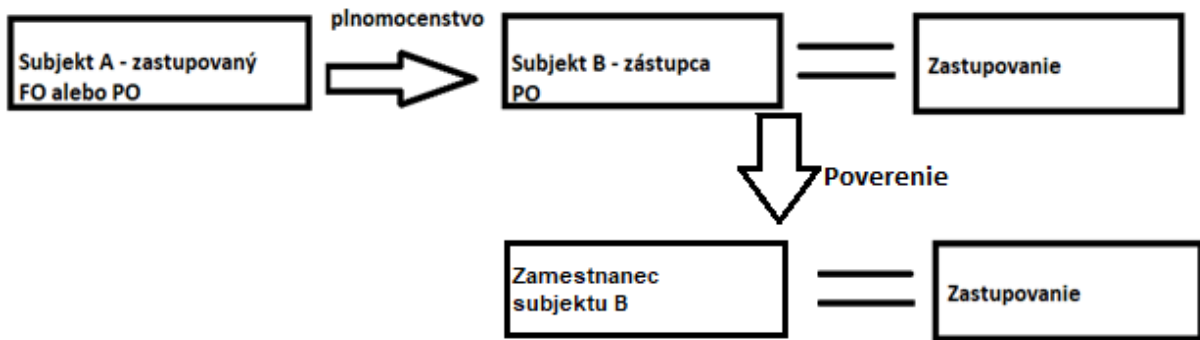 plnomocenstvo
Subjekt A - zastupovaný
FO alebo PO
Subjekt B - zástupca
PO
Zastupovanie
Poverenie
Zamestnanec
subjektu B
Zastupovanie